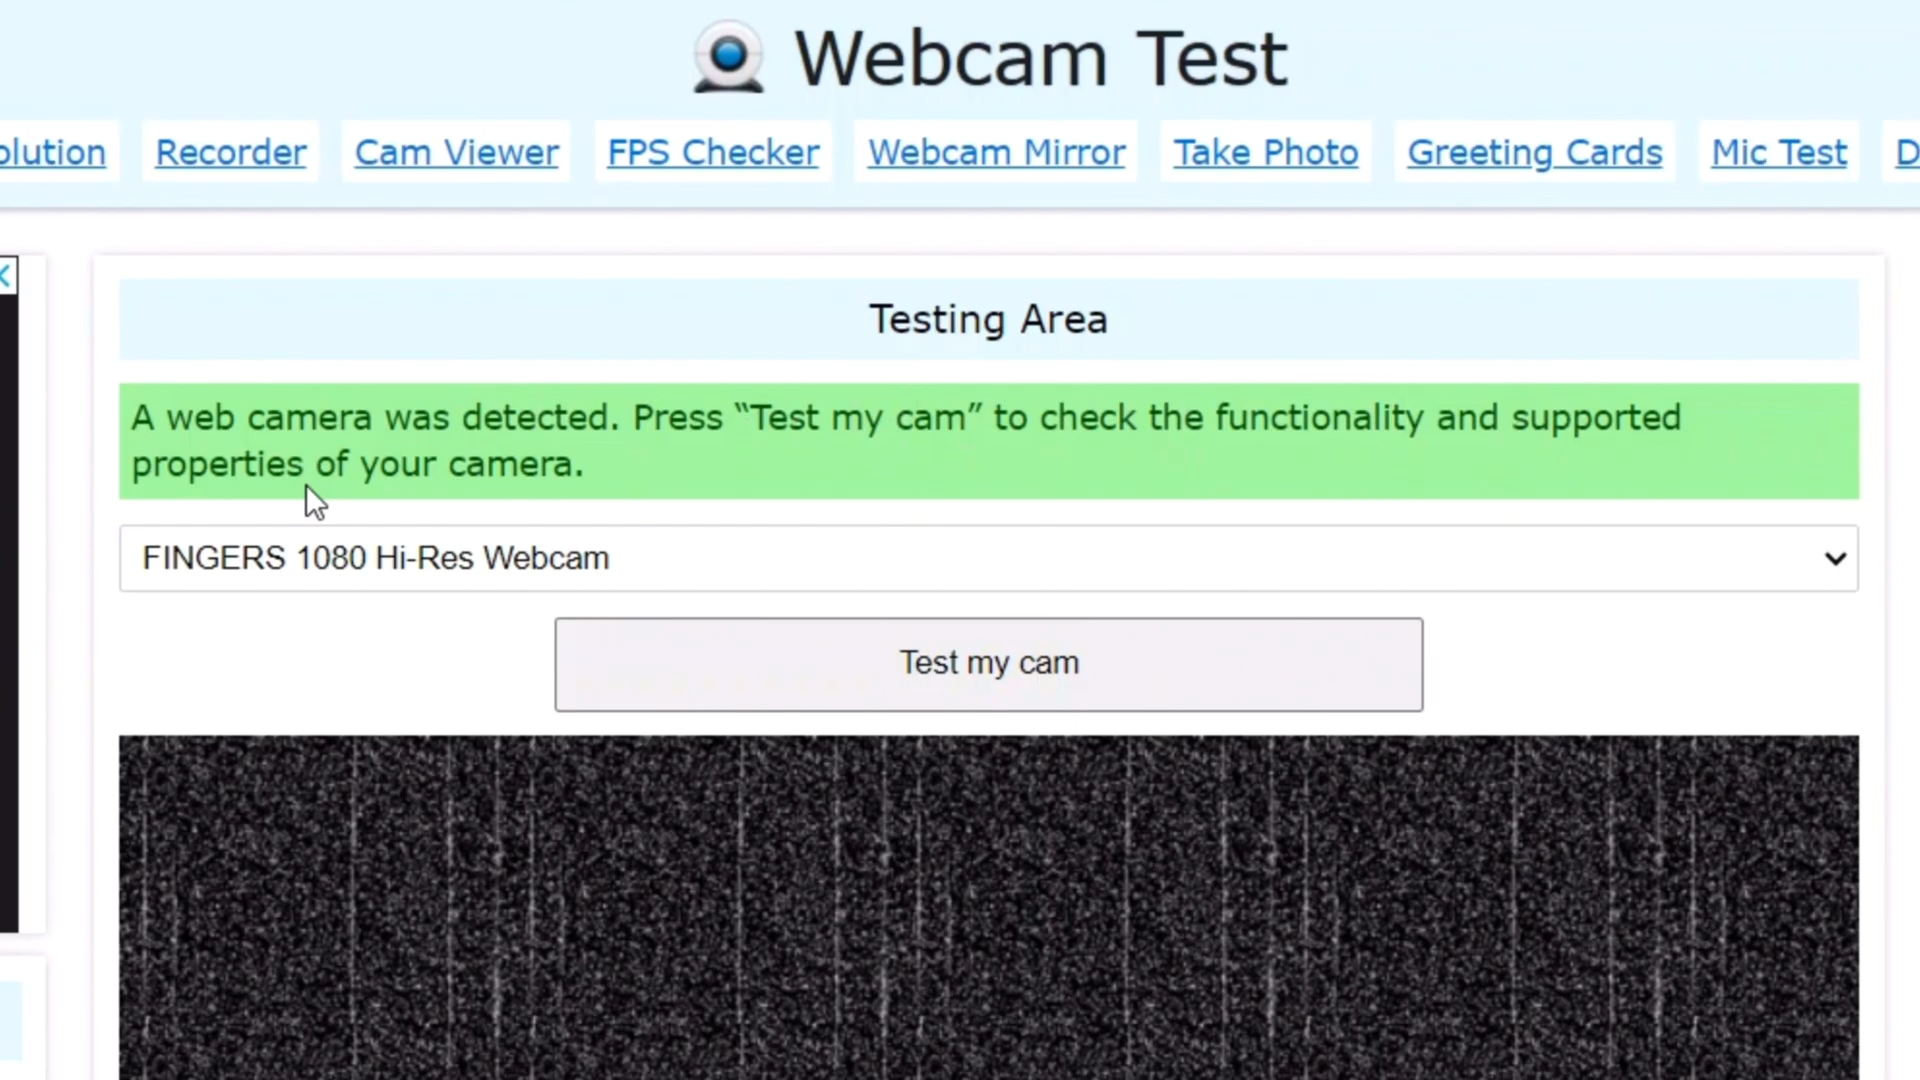 Webcam Test
olution Recorder Cam Viewer FPS Checker Webcam Mirror Take Photo Greeting Cards Mic Test D
Testing Area
A web camera was detected. Press “Test my cam” to check the functionality and supported
properties of your camera.
FINGERS 1080 Hi-Res Webcam
Test my cam